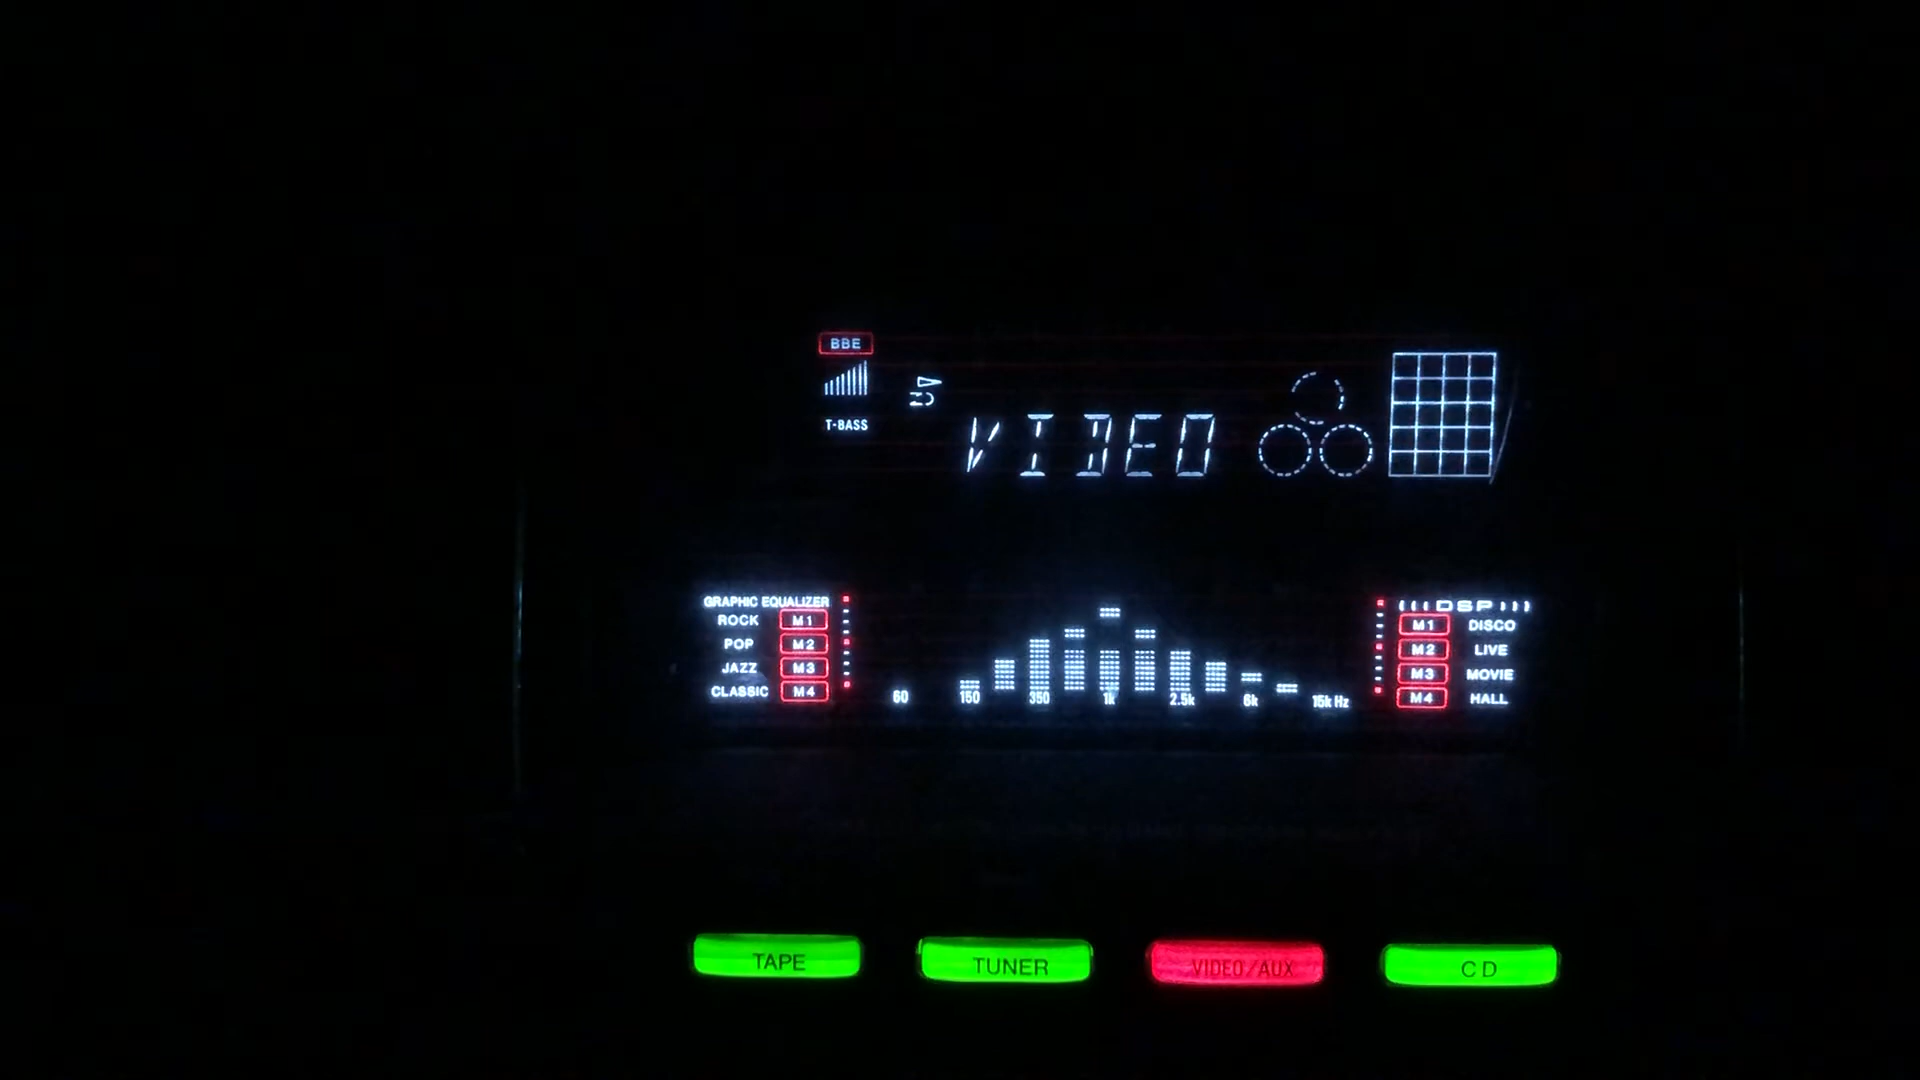 BBE
T-BASS
VIDEO
GRAPHIC EQUALIZER
ROCK M1
POP M2
JAZZ M3
CLASSIC M4
60 150 350 1k 2.5k 6k 15k Hz
DSP
M1 DISCO
M2 LIVE
M3 MOVIE
M4 HALL
TAPE TUNER VIDEO/AUX CD